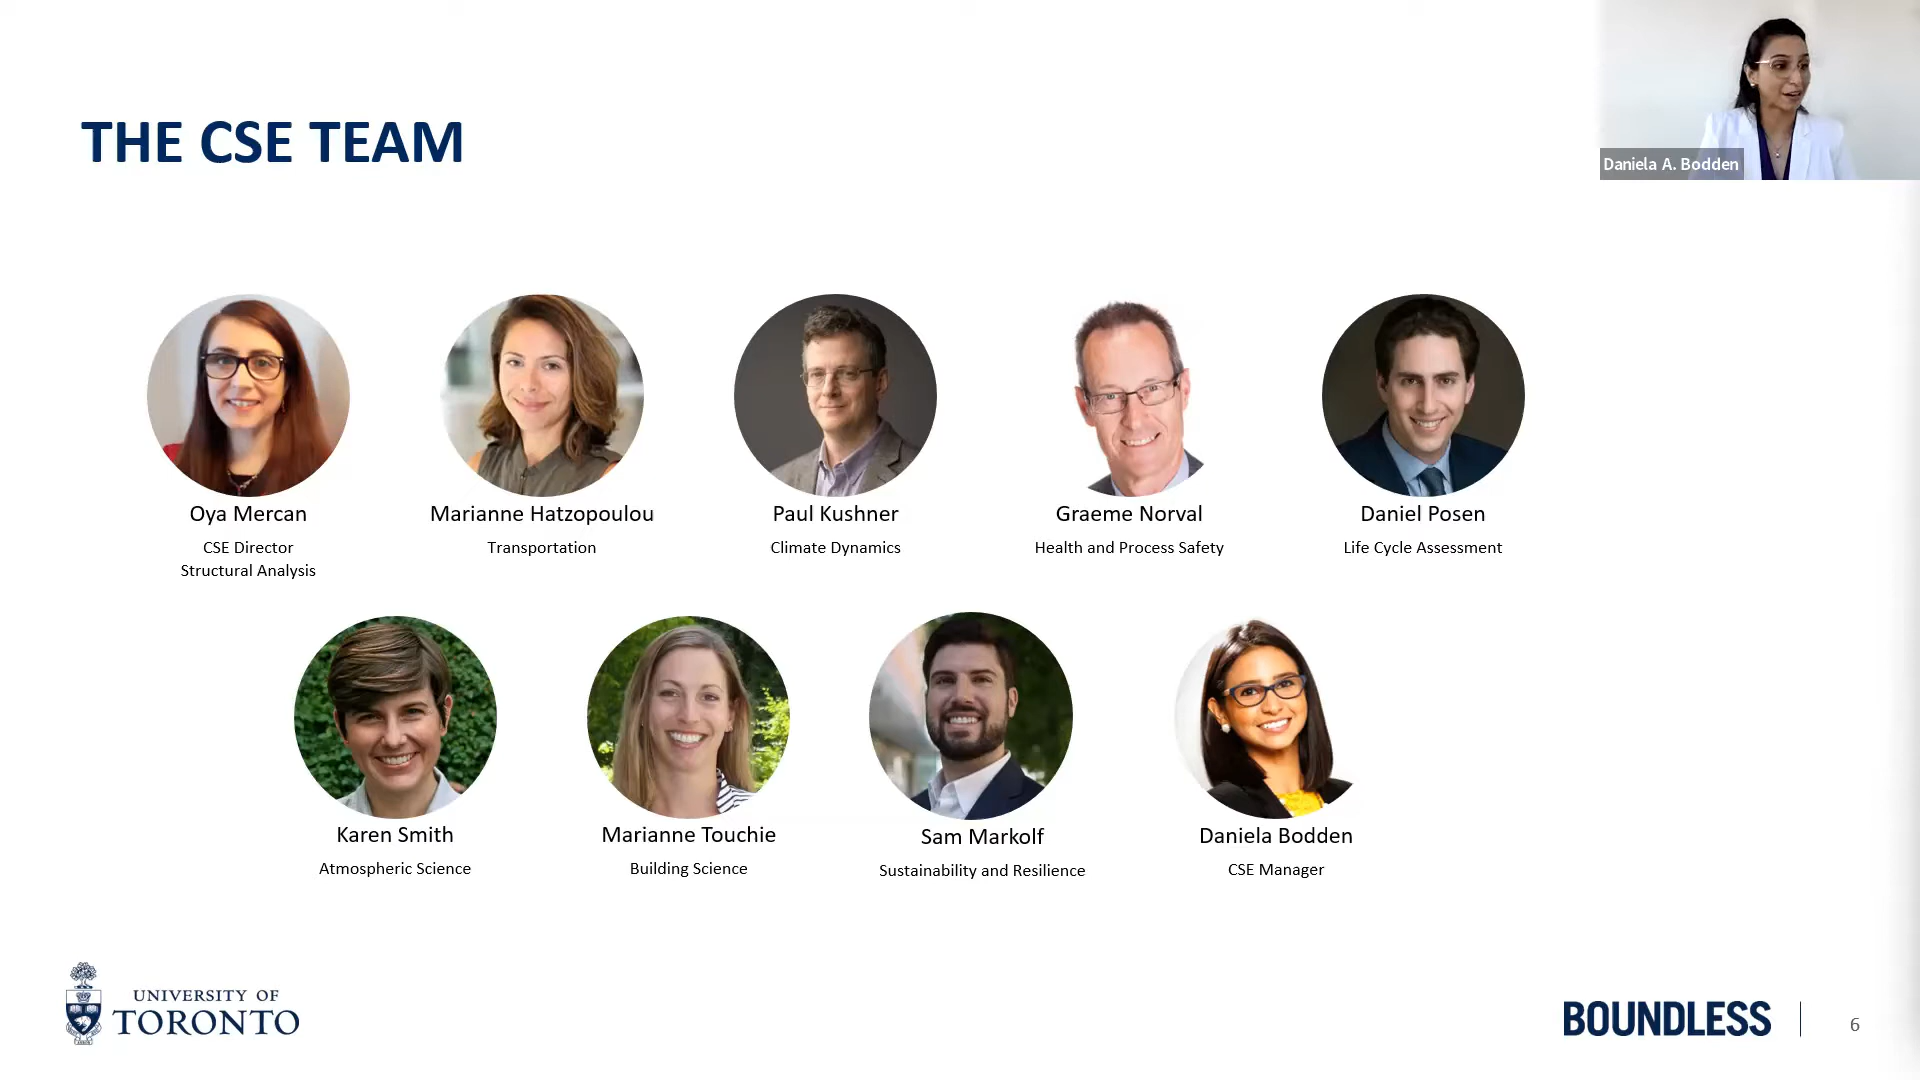 Daniela A. Bodden
THE CSE TEAM
Oya Mercan
CSE Director
Structural Analysis
Marianne Hatzopoulou
Transportation
Paul Kushner
Climate Dynamics
Graeme Norval
Health and Process Safety
Daniel Posen
Life Cycle Assessment
Karen Smith
Atmospheric Science
Marianne Touchie
Building Science
Sam Markolf
Sustainability and Resilience
Daniela Bodden
CSE Manager
UNIVERSITY OF
TORONTO
BOUNDLESS
6